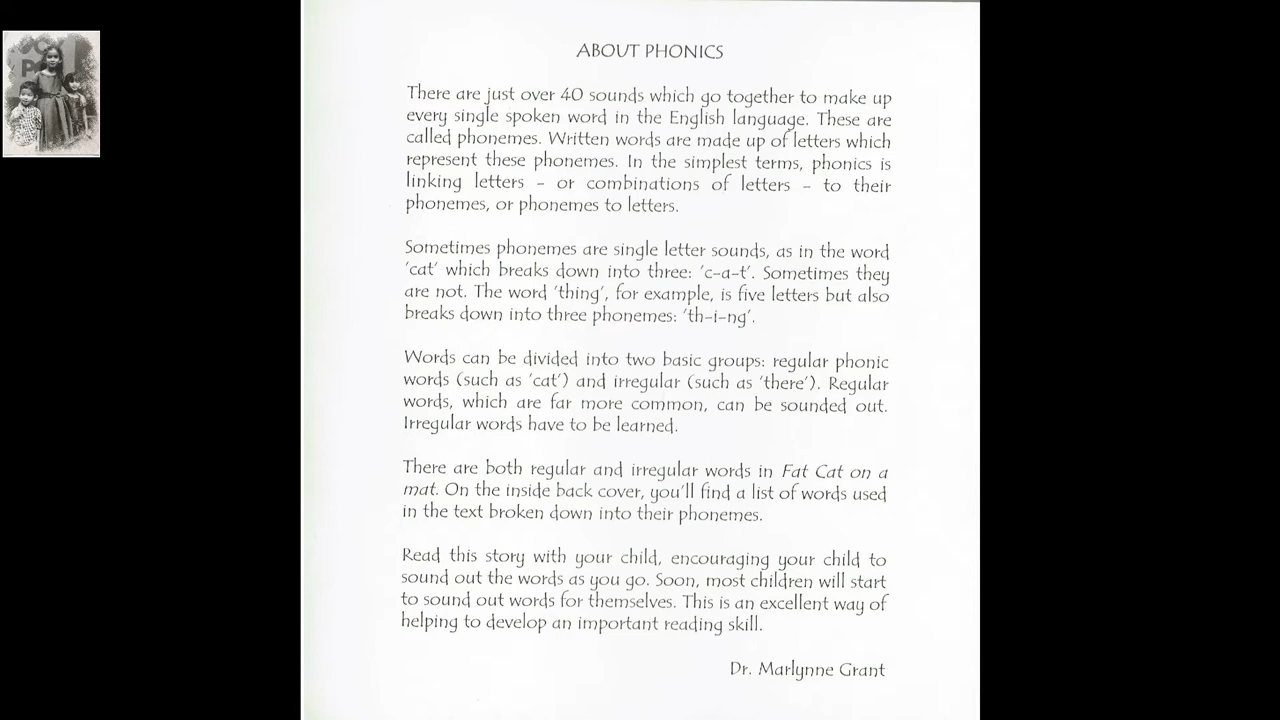 ABOUT PHONICS
There are just over 40 sounds which go together to make up
every single spoken word in the English language. These are
called phonemes. Written words are made up of letters which
represent these phonemes. In the simplest terms, phonics is
linking letters – or combinations of letters – to their
phonemes, or phonemes to letters.
Sometimes phonemes are single letter sounds, as in the word
'cat' which breaks down into three: 'c-a-t'. Sometimes they
are not. The word 'thing', for example, is five letters but also
breaks down into three phonemes: 'th-i-ng'.
Words can be divided into two basic groups: regular phonic
words (such as 'cat') and irregular (such as 'there'). Regular
words, which are far more common, can be sounded out.
Irregular words have to be learned.
There are both regular and irregular words in Fat Cat on a
mat. On the inside back cover, you'll find a list of words used
in the text broken down into their phonemes.
Read this story with your child, encouraging your child to
sound out the words as you go. Soon, most children will start
to sound out words for themselves. This is an excellent way of
helping to develop an important reading skill.
Dr. Marlynne Grant